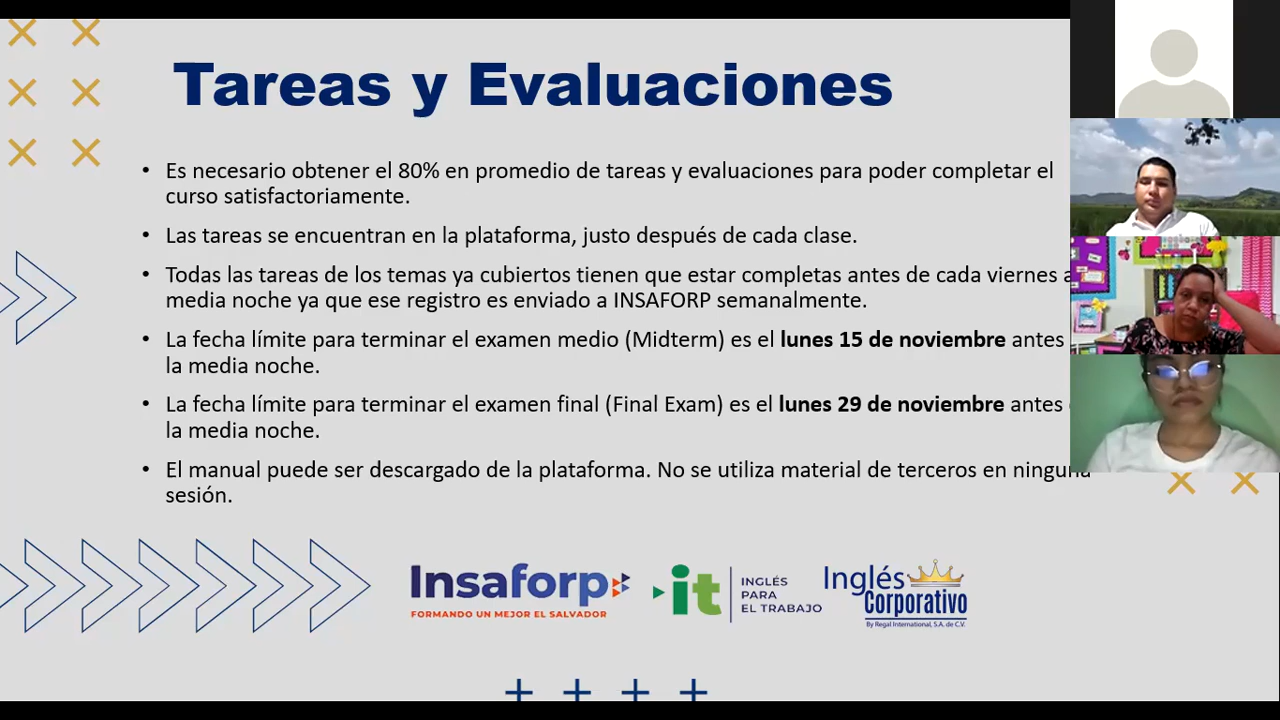 Tareas y Evaluaciones
• Es necesario obtener el 80% en promedio de tareas y evaluaciones para poder completar el
curso satisfactoriamente.
• Las tareas se encuentran en la plataforma, justo después de cada clase.
• Todas las tareas de los temas ya cubiertos tienen que estar completas antes de cada viernes a
media noche ya que ese registro es enviado a INSAFORP semanalmente.
• La fecha límite para terminar el examen medio (Midterm) es el lunes 15 de noviembre antes
la media noche.
• La fecha límite para terminar el examen final (Final Exam) es el lunes 29 de noviembre antes
la media noche.
• El manual puede ser descargado de la plataforma. No se utiliza material de terceros en ninguna
sesión.
Insaforp
FORMANDO UN MEJOR EL SALVADOR
it
INGLÉS
PARA
EL TRABAJO
Inglés
Corporativo
By Regal International, S.A. de C.V.